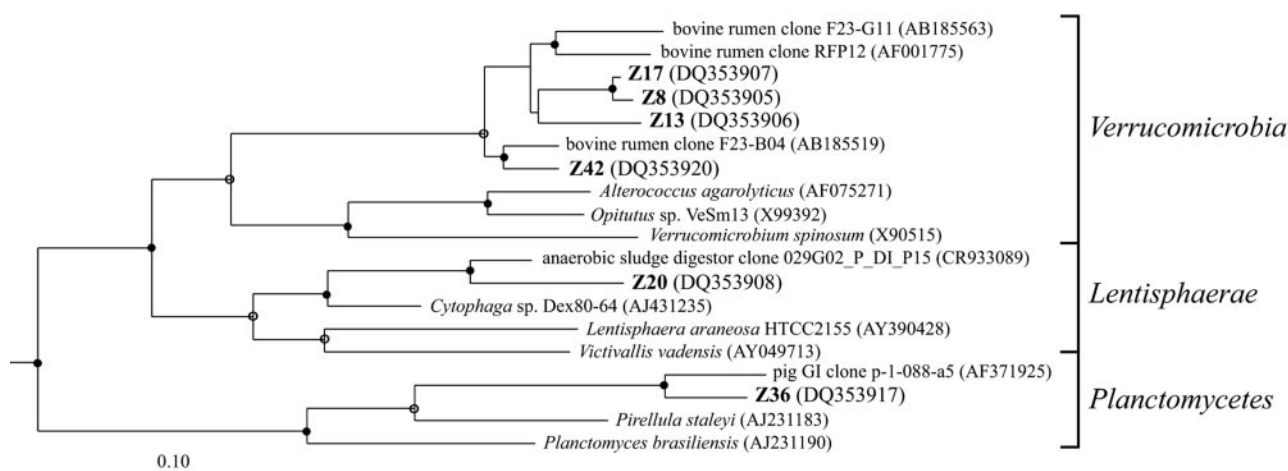 bovine rumen clone F23-G11 (AB185563)
bovine rumen clone RFP12 (AF001775)
Z17 (DQ353907)
Z8 (DQ353905)
Z13 (DQ353906)
bovine rumen clone F23-B04 (AB185519)
Z42 (DQ353920)
Alterococcus agarolyticus (AF075271)
Opitutus sp. VeSm13 (X99392)
Verrucomicrobium spinosum (X90515)
Verrucomicrobia
anaerobic sludge digestor clone 029G02_P_DI_P15 (CR933089)
Z20 (DQ353908)
Cytophaga sp. Dex80-64 (AJ431235)
Lentisphaera araneosa HTCC2155 (AY390428)
Victivallis vadensis (AY049713)
Lentisphaerae
pig GI clone p-1-088-a5 (AF371925)
Z36 (DQ353917)
Pirellula staleyi (AJ231183)
Planctomyces brasiliensis (AJ231190)
Planctomycetes
0.10